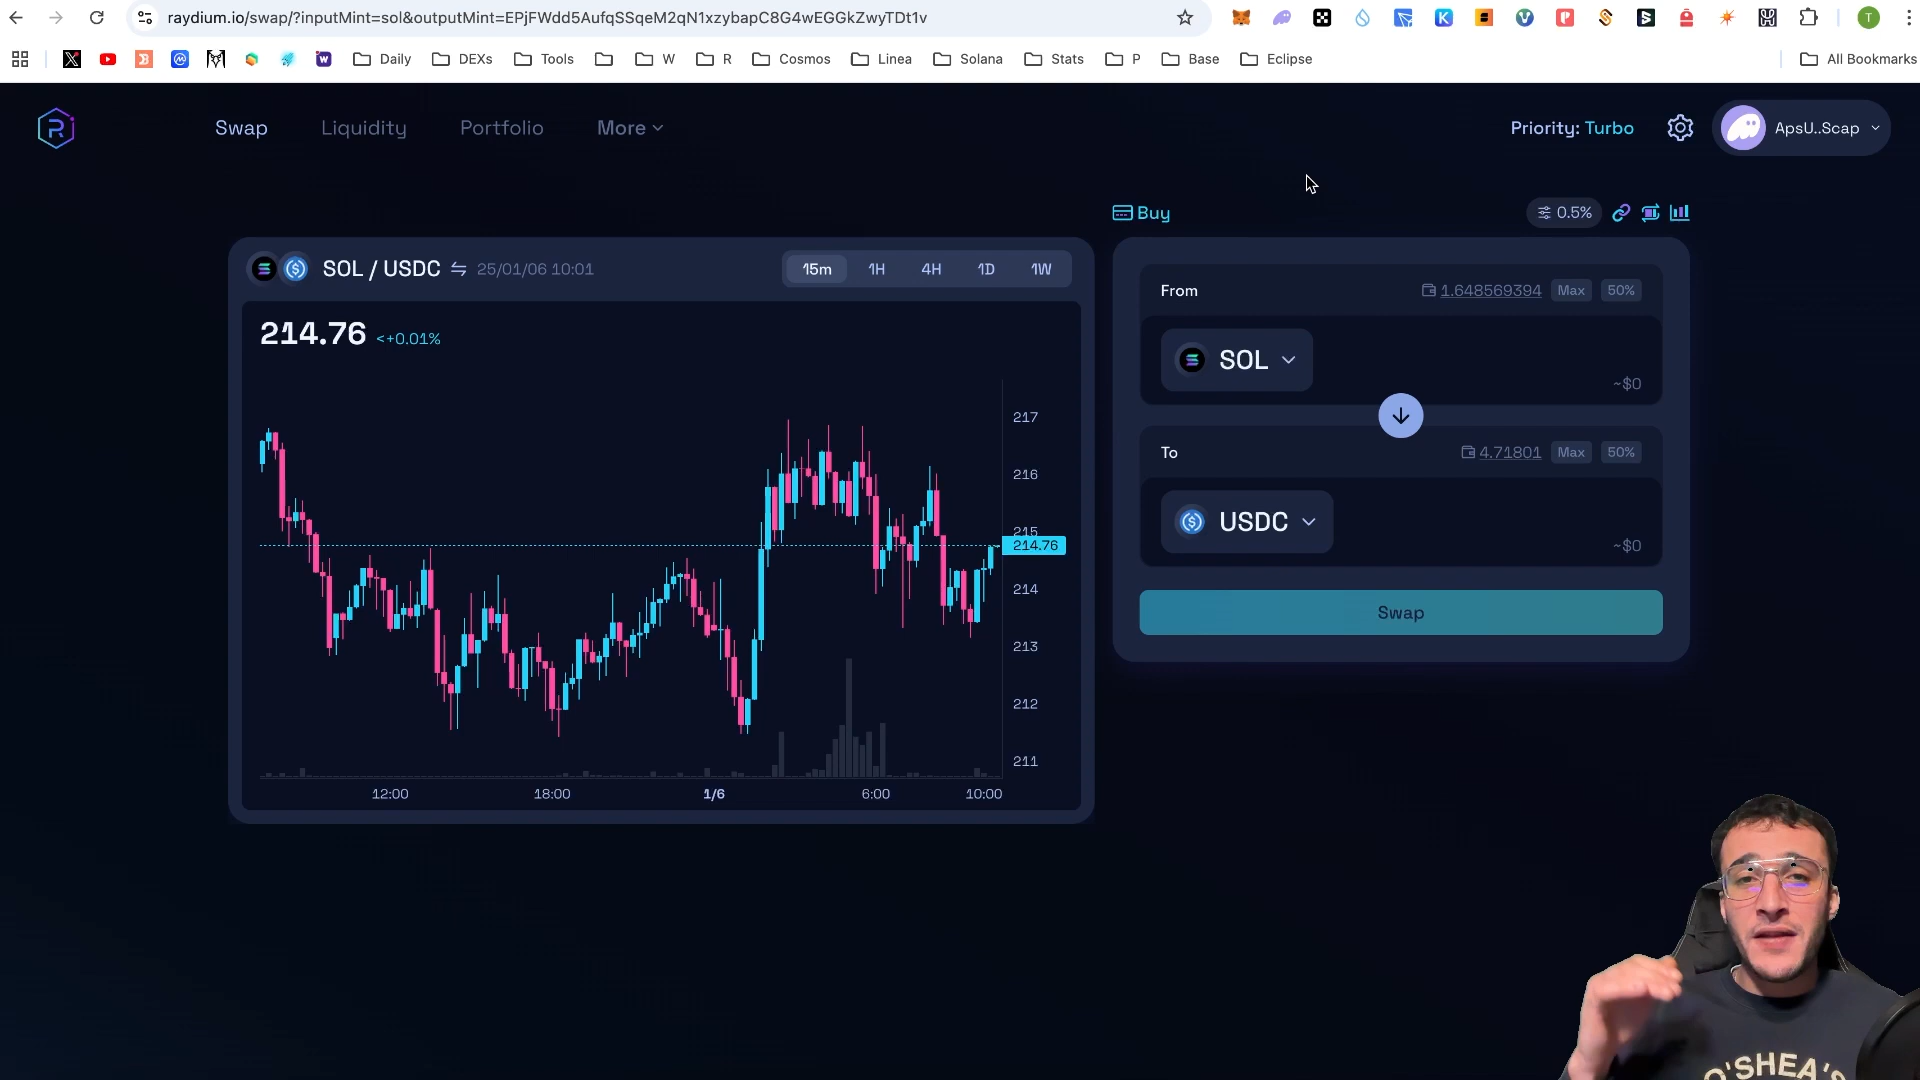 raydium.io/swap/?inputMint=sol&outputMint=EPjFWdd5AufqSSqeM2qN1xzybapC8G4wEGGkZwyTDt1v
T
Daily DEXs Tools W R Cosmos Linea Solana Stats P Base Eclipse All Bookmarks
Swap Liquidity Portfolio More Priority: Turbo ApsU..Scap
Buy 0.5%
SOL / USDC 25/01/06 10:01 15m 1H 4H 1D 1W
From 1.648569394 Max 50%
214.76 <+0.01%
SOL
~$0
217
216
215
214.76
214
213
212
211
12:00 18:00 1/6 6:00 10:00
To 4.71801 Max 50%
USDC
~$0
Swap
O'SHEA'S